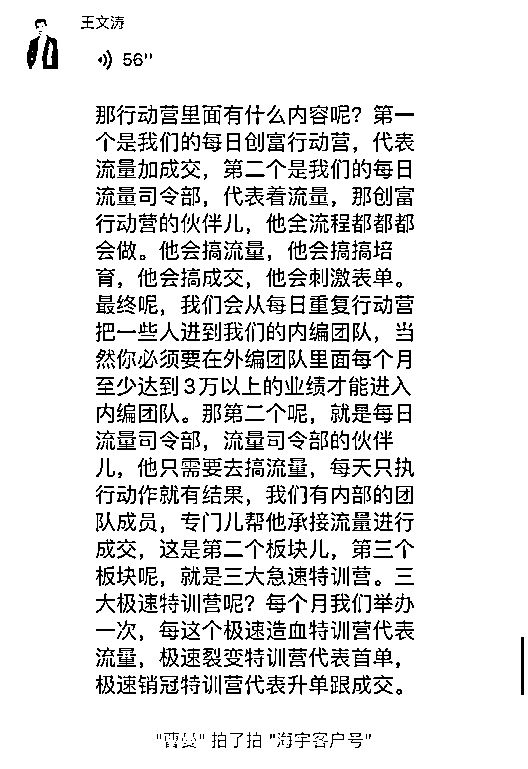 王文涛
56"
那行动营里面有什么内容呢？第一
个是我们的每日创富行动营，代表
流量加成交，第二个是我们的每日
流量司令部，代表着流量，那创富
行动营的伙伴儿，他全流程都都都
会做。他会搞流量，他会搞搞培
育，他会搞成交，他会刺激表单。
最终呢，我们会从每日重复行动营
把一些人进到我们的内编团队，当
然你必须要在外编团队里面每个月
至少达到3万以上的业绩才能进入
内编团队。那第二个呢，就是每日
流量司令部，流量司令部的伙伴
儿，他只需要去搞流量，每天只执
行动作就有结果，我们有内部的团
队成员，专门儿帮他承接流量进行
成交，这是第二个板块儿，第三个
板块呢，就是三大急速特训营。三
大极速特训营呢？每个月我们举办
一次，每这个极速造血特训营代表
流量，极速裂变特训营代表首单，
极速销冠特训营代表升单跟成交。
"曹曼" 拍了拍 "海宇客户号"